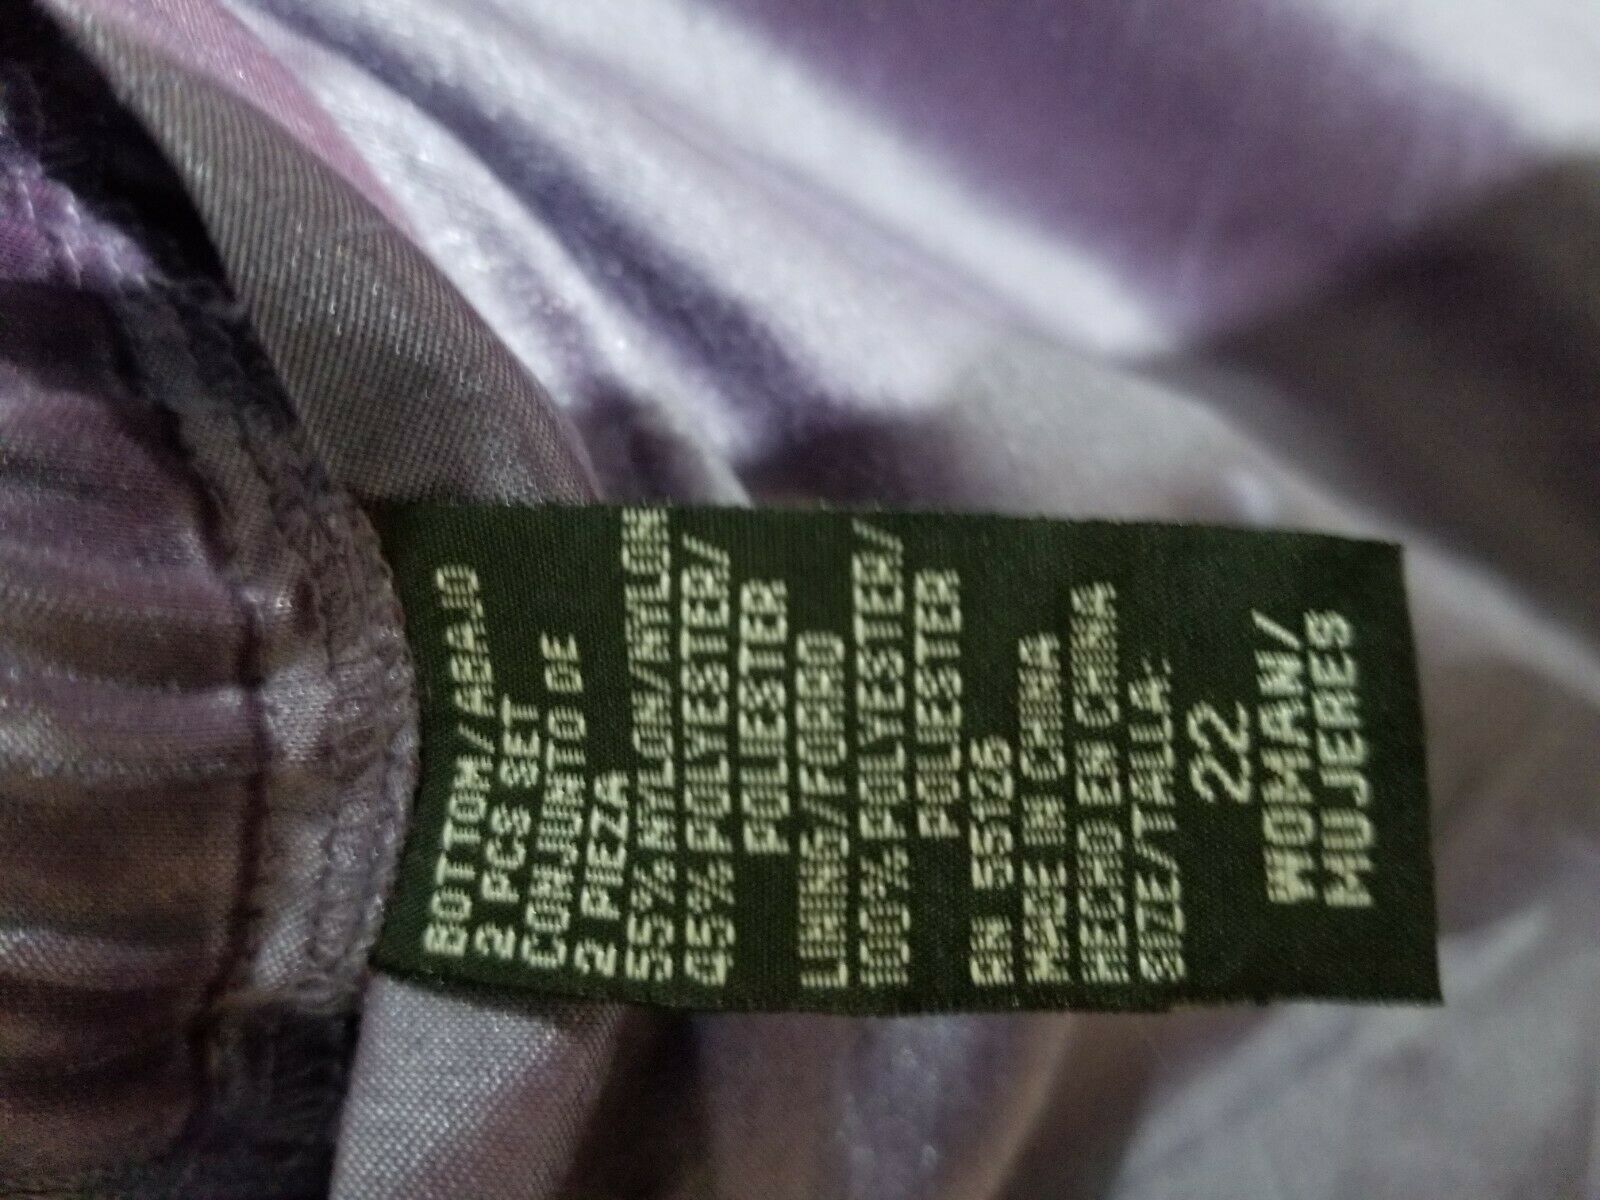 BOTTOM/ABAJO
2 PCS SET
CONJUNTO DE
2 PIEZA
55% NYLON/NYLON
45% POLYESTER/
POLIESTER
LINING/FORRO
100% POLYESTER/
POLIESTER
RN 55126
MADE IN CHINA
HECHO EN CHINA
SIZE/TALLA:
22
WOMAN/
MUJERES